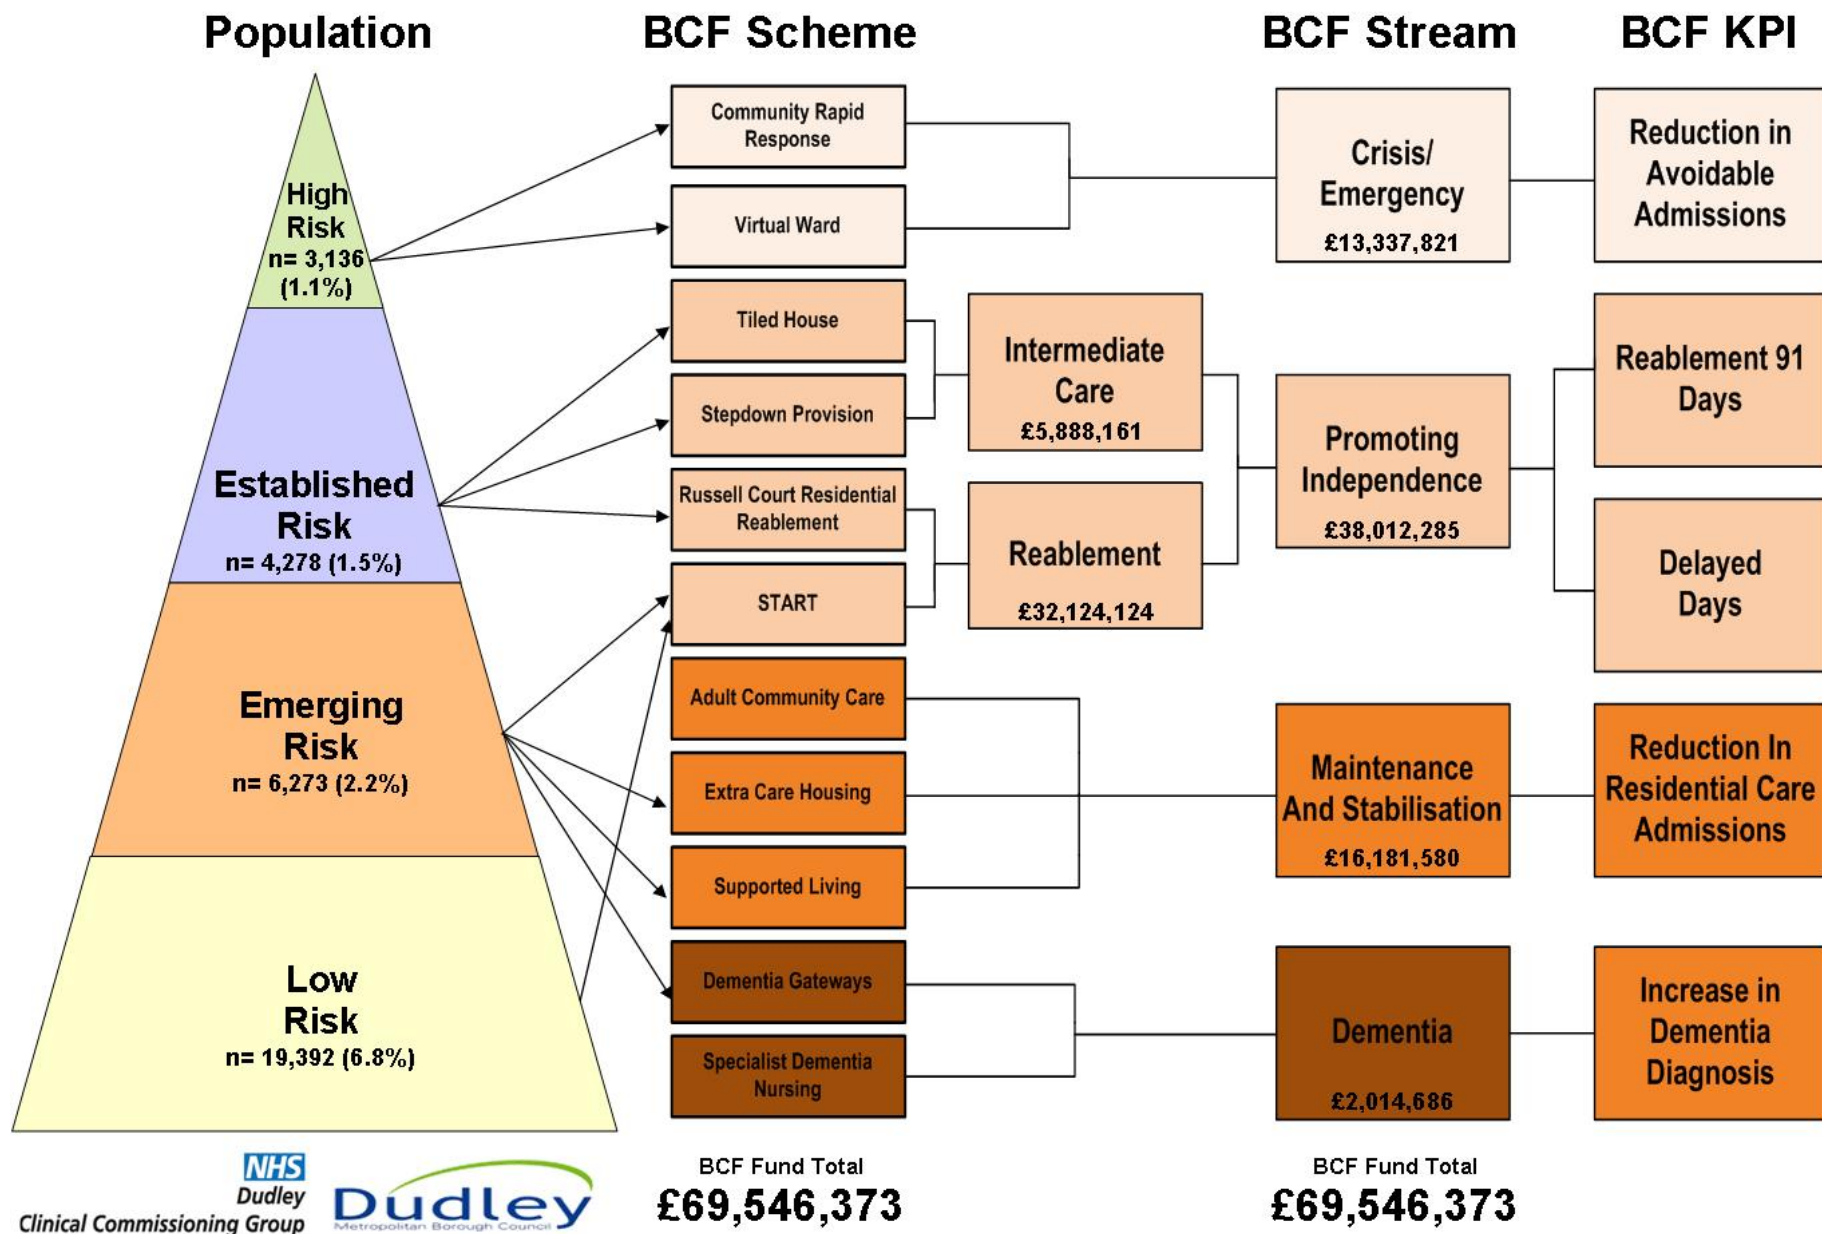 Population
BCF Scheme
BCF Stream
BCF KPI
High
Risk
n= 3,136
(1.1%)
Established
Risk
n= 4,278 (1.5%)
Emerging
Risk
n= 6,273 (2.2%)
Low
Risk
n= 19,392 (6.8%)
Community Rapid
Response
Virtual Ward
Tiled House
Stepdown Provision
Russell Court Residential
Reablement
START
Adult Community Care
Extra Care Housing
Supported Living
Dementia Gateways
Specialist Dementia
Nursing
Intermediate
Care
£5,888,161
Reablement
£32,124,124
Crisis/
Emergency
£13,337,821
Promoting
Independence
£38,012,285
Maintenance
And Stabilisation
£16,181,580
Dementia
£2,014,686
Reduction in
Avoidable
Admissions
Reablement 91
Days
Delayed
Days
Reduction In
Residential Care
Admissions
Increase in
Dementia
Diagnosis
NHS
Dudley
Clinical Commissioning Group
Dudley
Metropolitan Borough Council
BCF Fund Total
£69,546,373
BCF Fund Total
£69,546,373